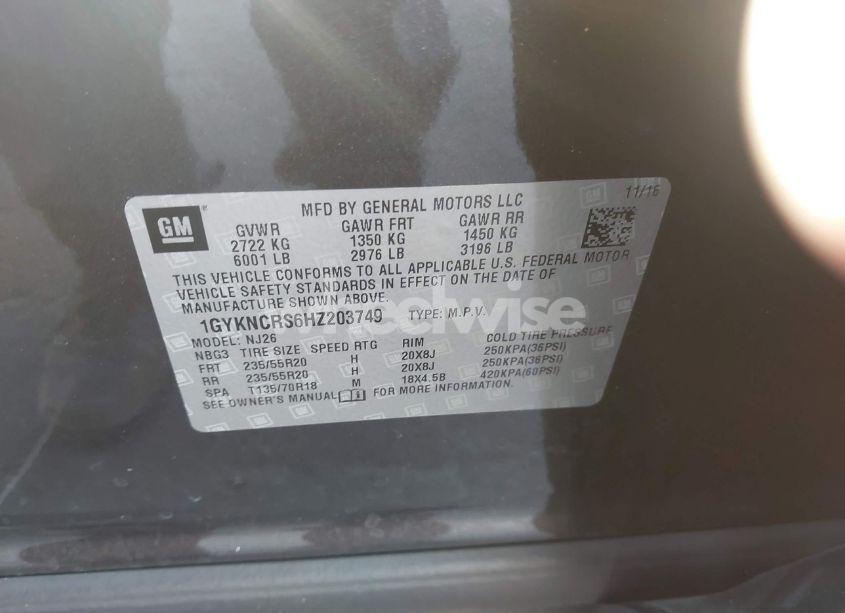 11/16
MFD BY GENERAL MOTORS LLC
GM
GVWR GAWR FRT GAWR RR
2722 KG 1350 KG 1450 KG
6001 LB 2976 LB 3196 LB
THIS VEHICLE CONFORMS TO ALL APPLICABLE U.S. FEDERAL MOTOR
VEHICLE SAFETY STANDARDS IN EFFECT ON THE DATE OF
MANUFACTURE SHOWN ABOVE.
1GYKNCRS6HZ203749 TYPE: M.P.V.
MODEL: NJ26
NBG3 TIRE SIZE SPEED RTG RIM COLD TIRE PRESSURE
FRT 235/55R20 H 20X8J 250KPA(36PSI)
RR 235/55R20 H 20X8J 250KPA(36PSI)
SPA T135/70R18 M 18X4.5B 420KPA(60PSI)
SEE OWNER'S MANUAL FOR MORE INFORMATION.
wheelwise